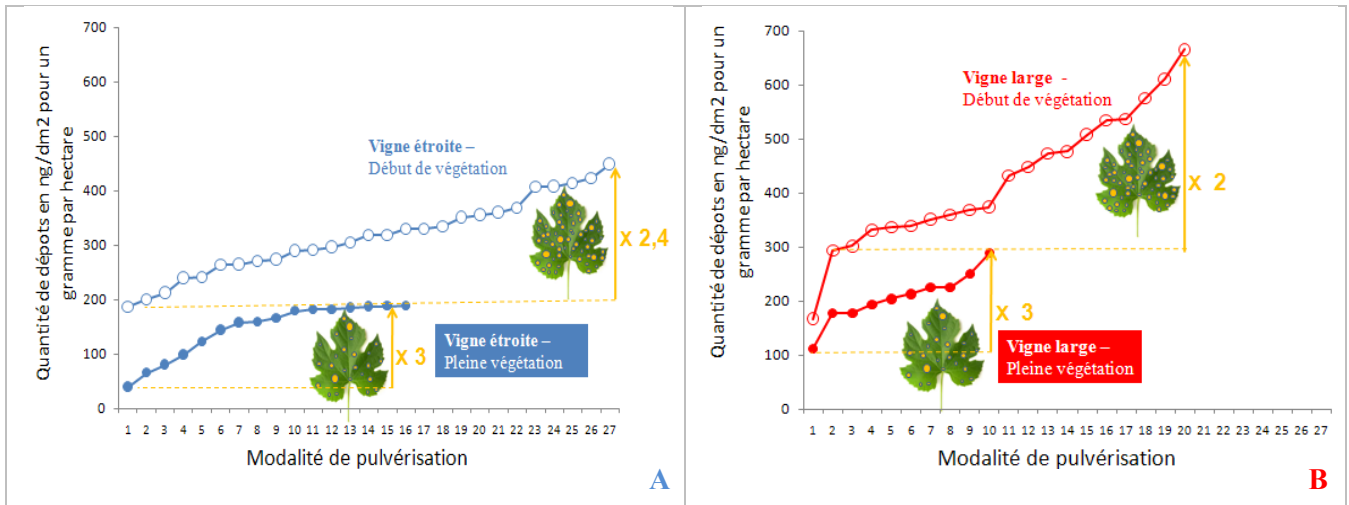 Quantité de dépots en ng/dm2 pour un
gramme par hectare
700
600
500
400
300
200
100
0
Vigne étroite –
Début de végétation
x 2,4
x 3
Vigne étroite –
Pleine végétation
1 2 3 4 5 6 7 8 9 10 11 12 13 14 15 16 17 18 19 20 21 22 23 24 25 26 27
Modalité de pulvérisation
A
Quantité de dépots en ng/dm2 pour un
gramme par hectare
700
600
500
400
300
200
100
0
Vigne large -
Début de végétation
x 2
x 3
Vigne large –
Pleine végétation
1 2 3 4 5 6 7 8 9 10 11 12 13 14 15 16 17 18 19 20 21 22 23 24 25 26 27
Modalité de pulvérisation
B